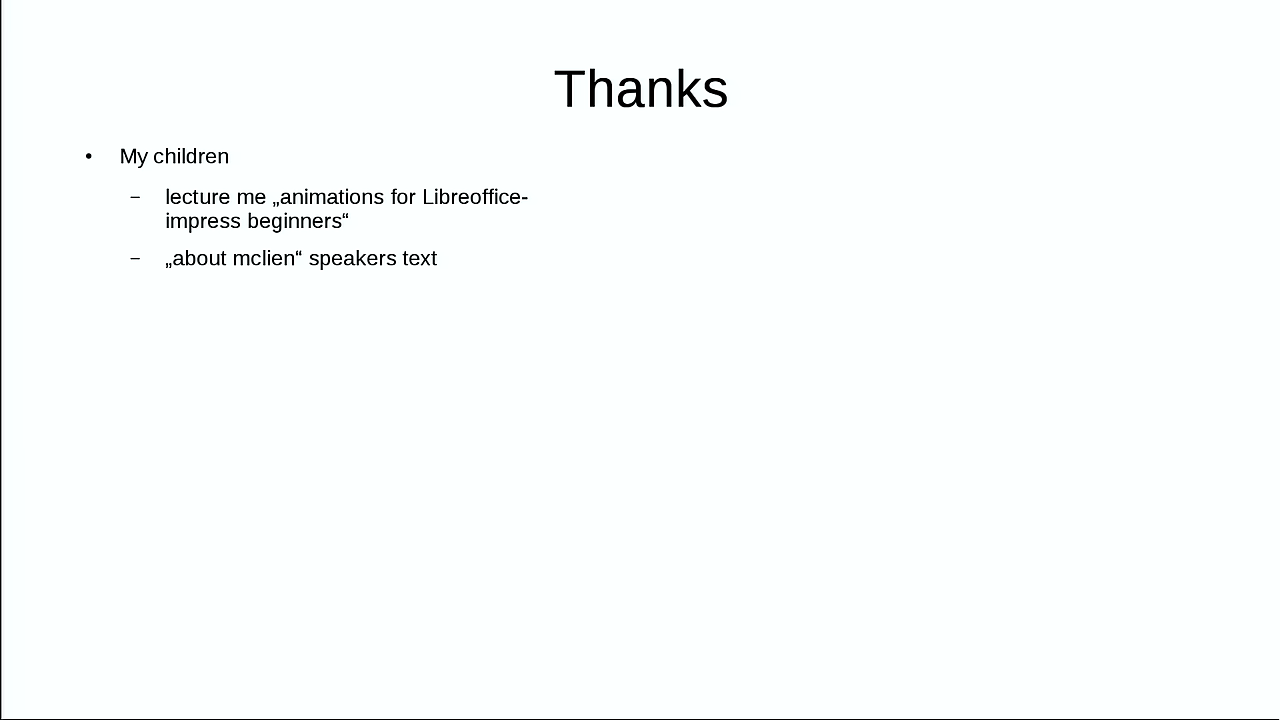 Thanks
• My children
– lecture me „animations for Libreoffice-
impress beginners“
– „about mclien“ speakers text